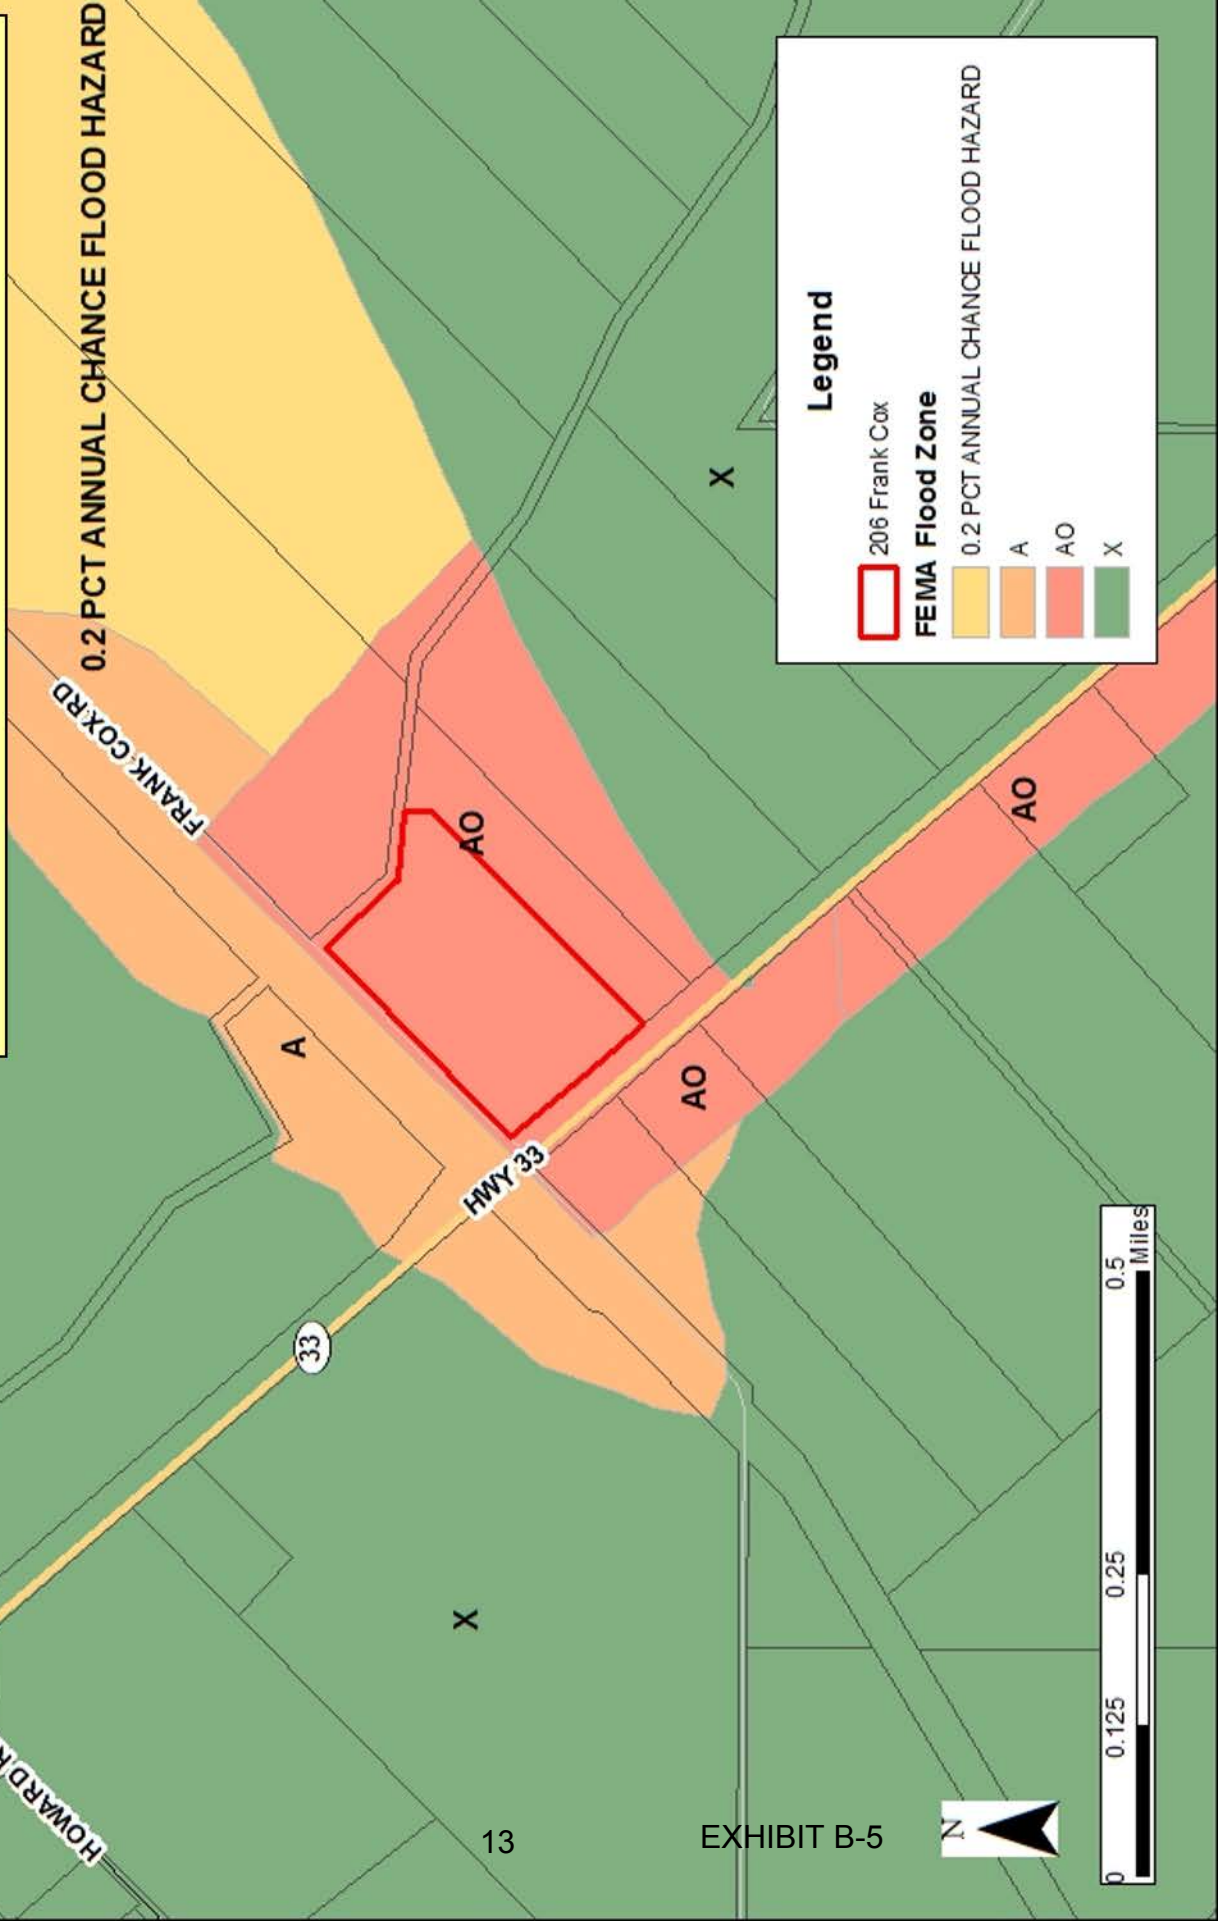 0.2 PCT ANNUAL CHANCE FLOOD HAZARD
FRANK COX RD
A
AO
HWY 33
AO
AO
33
X
X
HOWARD
Legend
206 Frank Cox
FEMA Flood Zone
0.2 PCT ANNUAL CHANCE FLOOD HAZARD
A
AO
X
N
0 0.125 0.25 0.5
Miles
13
EXHIBIT B-5